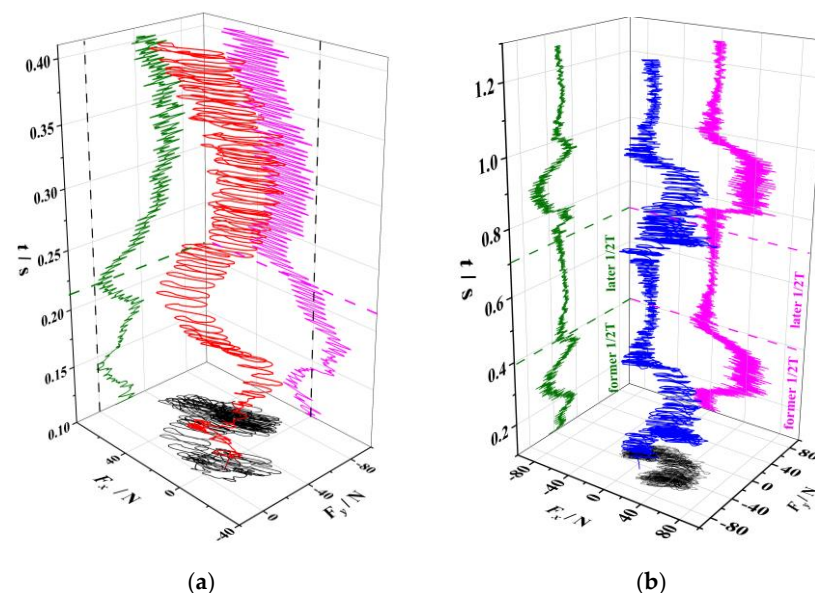 0.40
0.35
0.30
0.25
0.20
0.15
0.10
t / s
40
0
-40
F_x / N
0
-40
-80
F_y / N
(a)
1.2
1.0
0.8
0.6
0.4
0.2
t / s
later 1/2T
former 1/2T
later 1/2T
former 1/2T
-80
-40
0
40
80
F_x / N
80
40
0
-40
-80
F_y / N
(b)